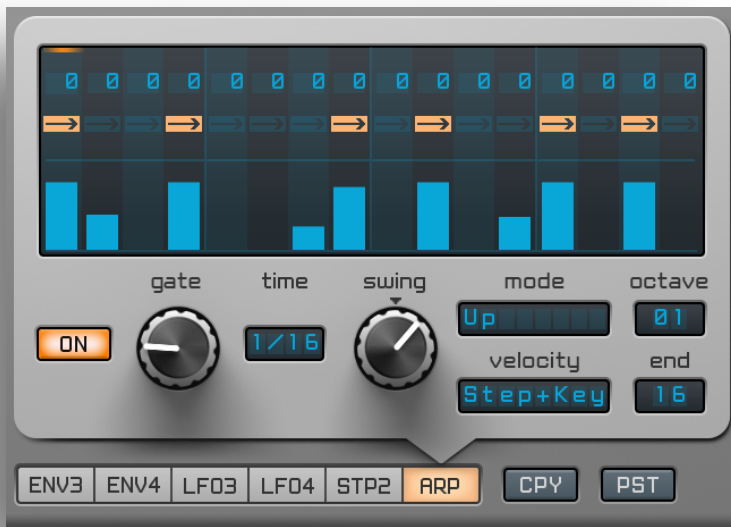 0 0 0 0 0 0 0 0 0 0 0 0 0 0 0 0
gate time swing mode octave
Up 01
ON 1/16
velocity end
Step+Key 16
ENV3 ENV4 LFO3 LFO4 STP2 ARP CPY PST